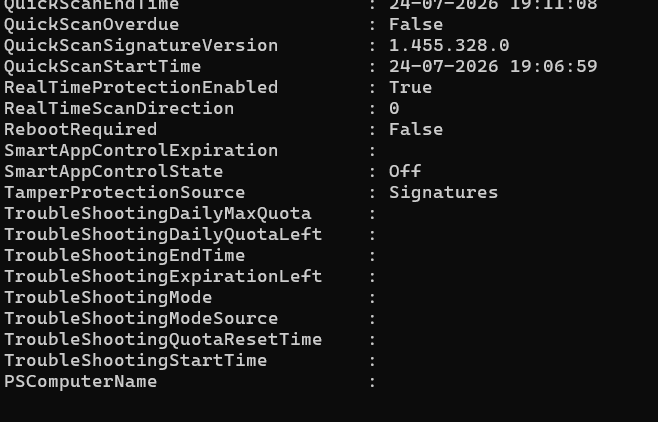 QuickScanEndTime : 24-07-2026 19:11:08
QuickScanOverdue : False
QuickScanSignatureVersion : 1.455.328.0
QuickScanStartTime : 24-07-2026 19:06:59
RealTimeProtectionEnabled : True
RealTimeScanDirection : 0
RebootRequired : False
SmartAppControlExpiration :
SmartAppControlState : Off
TamperProtectionSource : Signatures
TroubleShootingDailyMaxQuota :
TroubleShootingDailyQuotaLeft :
TroubleShootingEndTime :
TroubleShootingExpirationLeft :
TroubleShootingMode :
TroubleShootingModeSource :
TroubleShootingQuotaResetTime :
TroubleShootingStartTime :
PSComputerName :